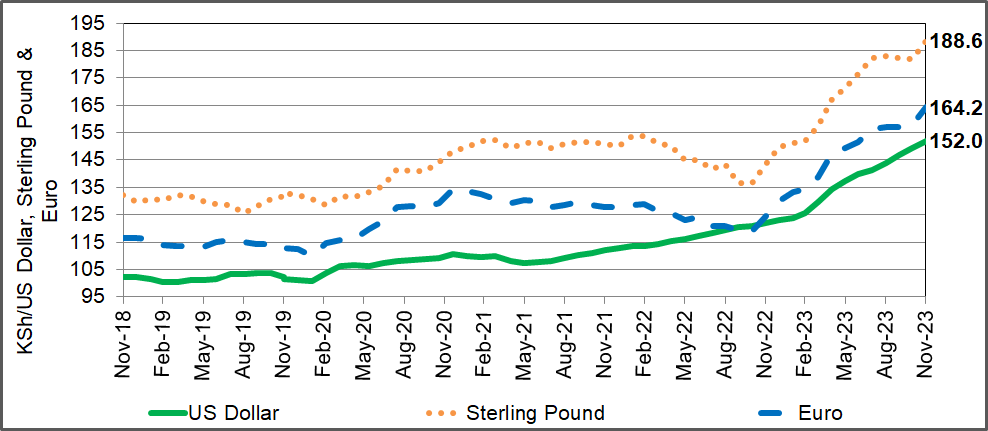 KSh/US Dollar, Sterling Pound &
Euro
195
185
175
165
155
145
135
125
115
105
95
188.6
164.2
152.0
Nov-18
Feb-19
May-19
Aug-19
Nov-19
Feb-20
May-20
Aug-20
Nov-20
Feb-21
May-21
Aug-21
Nov-21
Feb-22
May-22
Aug-22
Nov-22
Feb-23
May-23
Aug-23
Nov-23
US Dollar
Sterling Pound
Euro